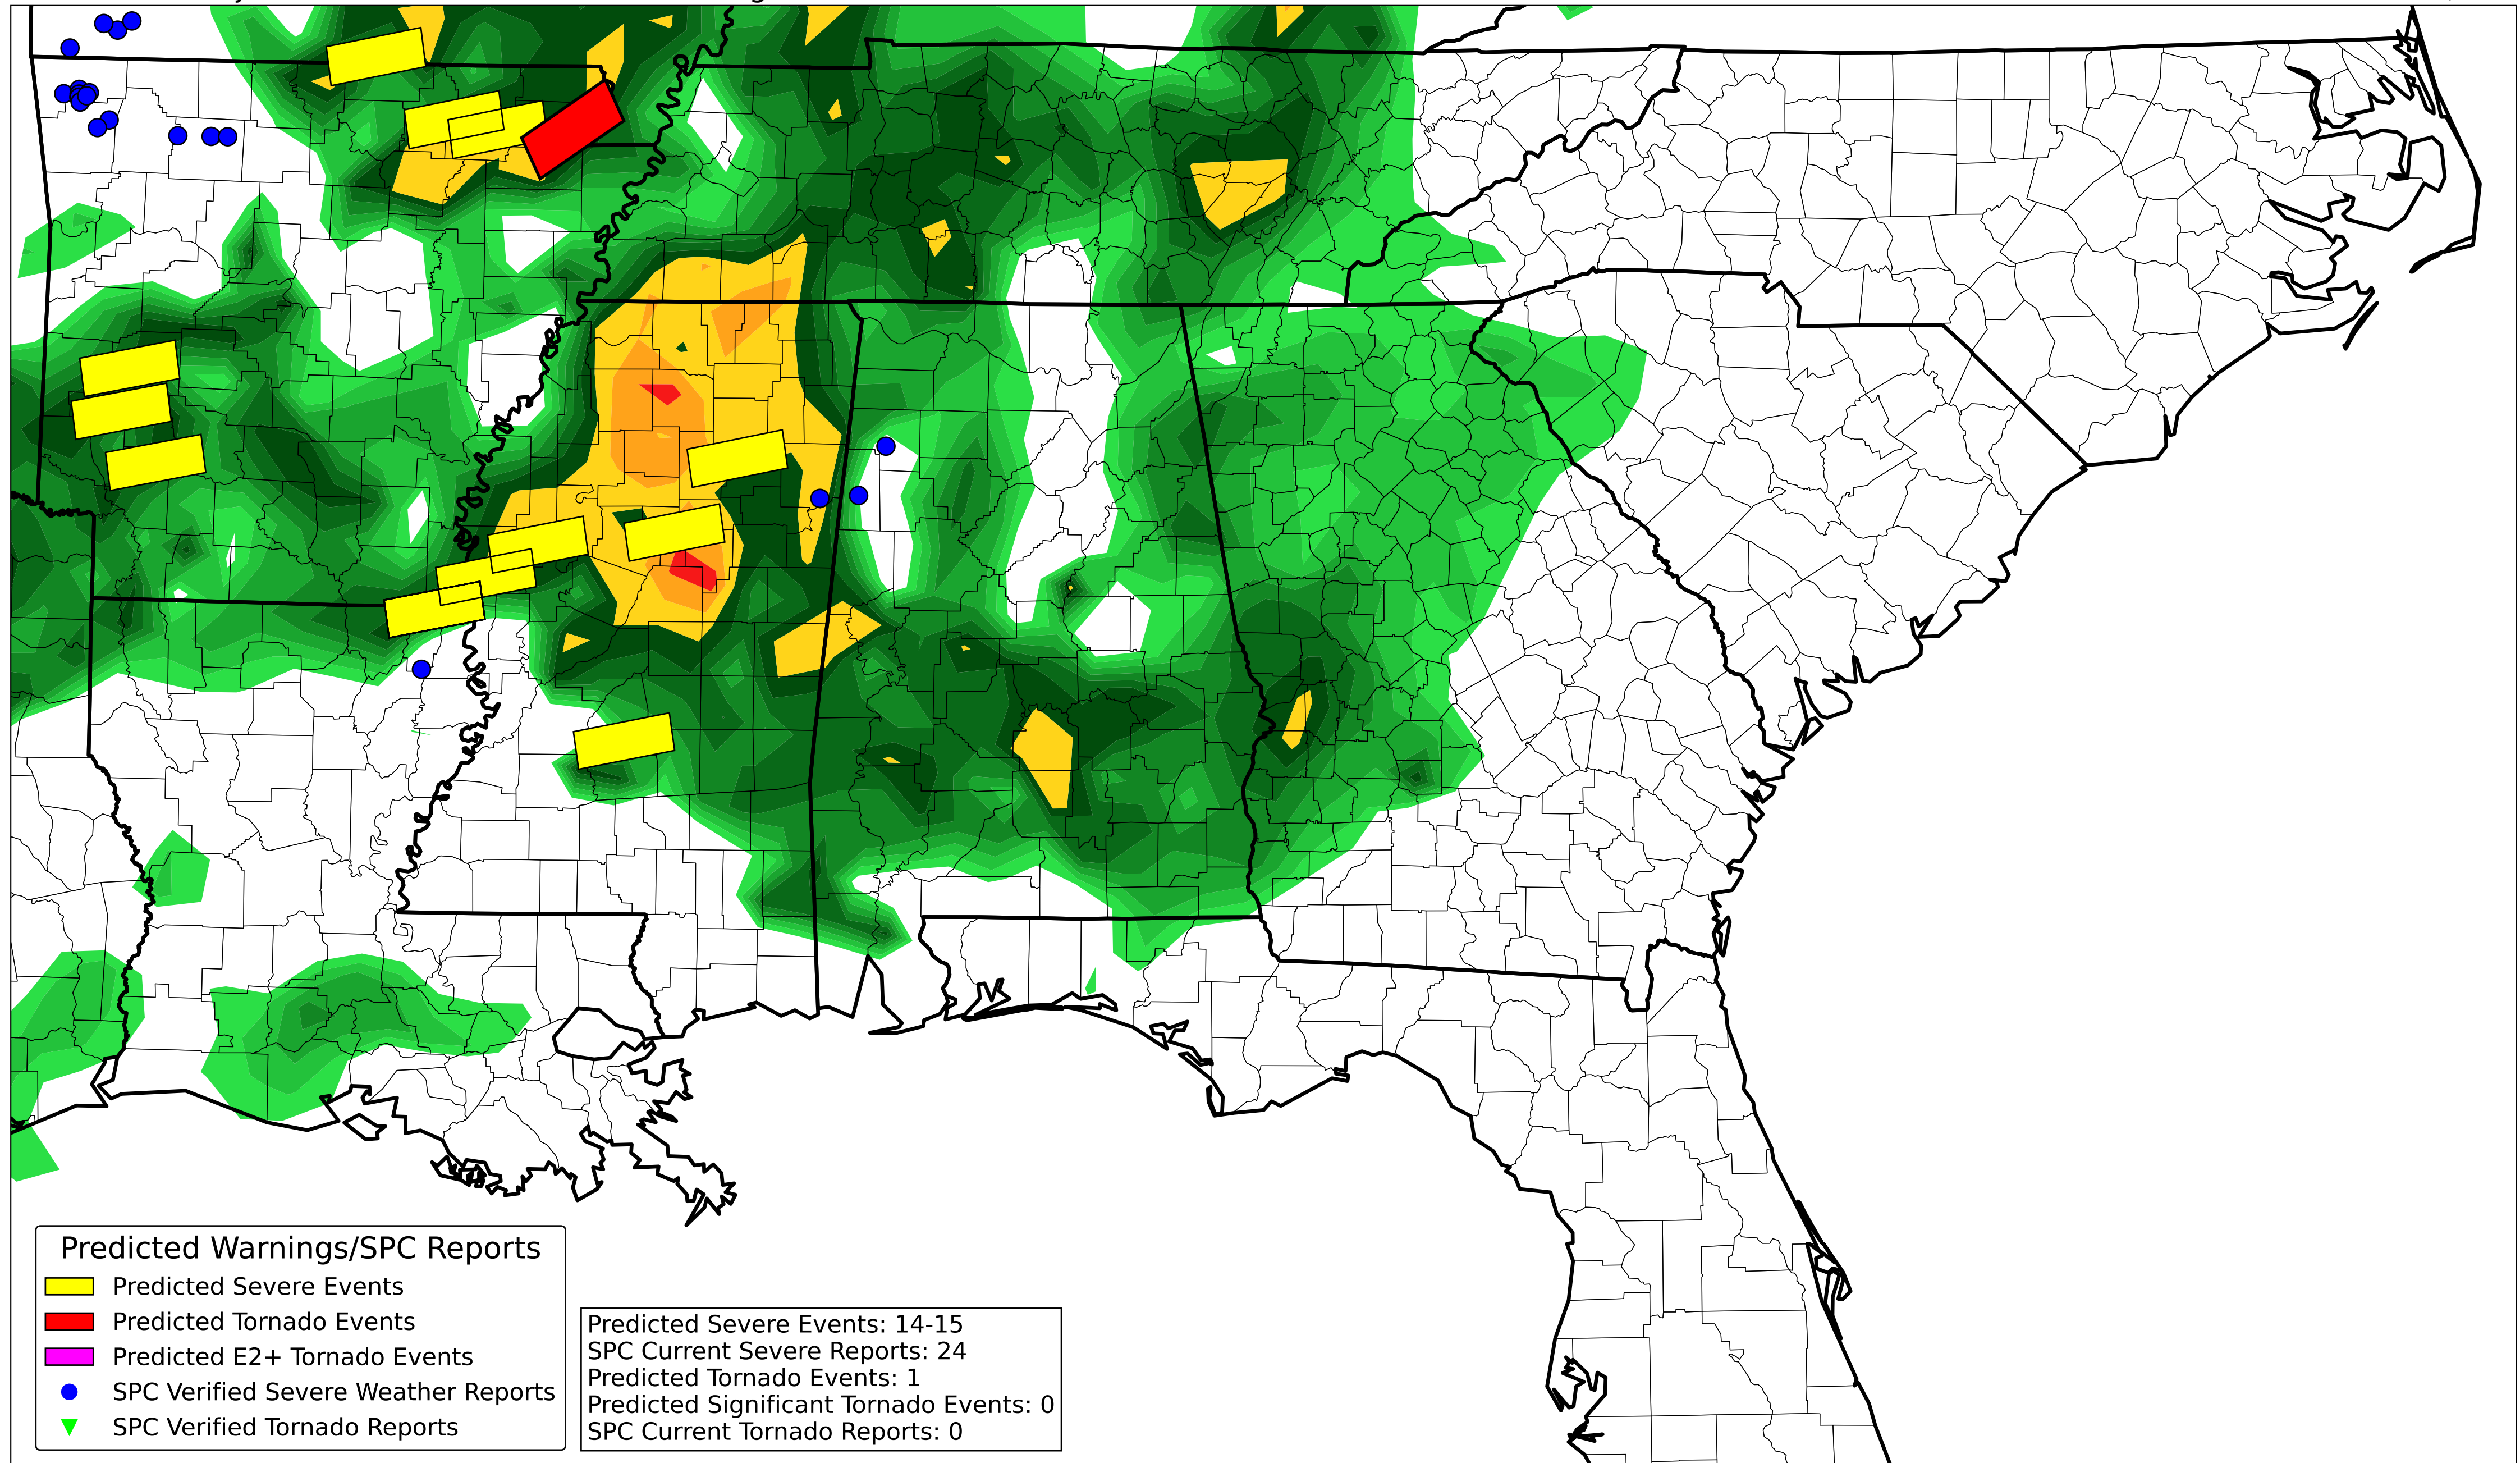 Predicted Warnings/SPC Reports
Predicted Severe Events
Predicted Tornado Events
Predicted E2+ Tornado Events
SPC Verified Severe Weather Reports
SPC Verified Tornado Reports
Predicted Severe Events: 14-15
SPC Current Severe Reports: 24
Predicted Tornado Events: 1
Predicted Significant Tornado Events: 0
SPC Current Tornado Reports: 0